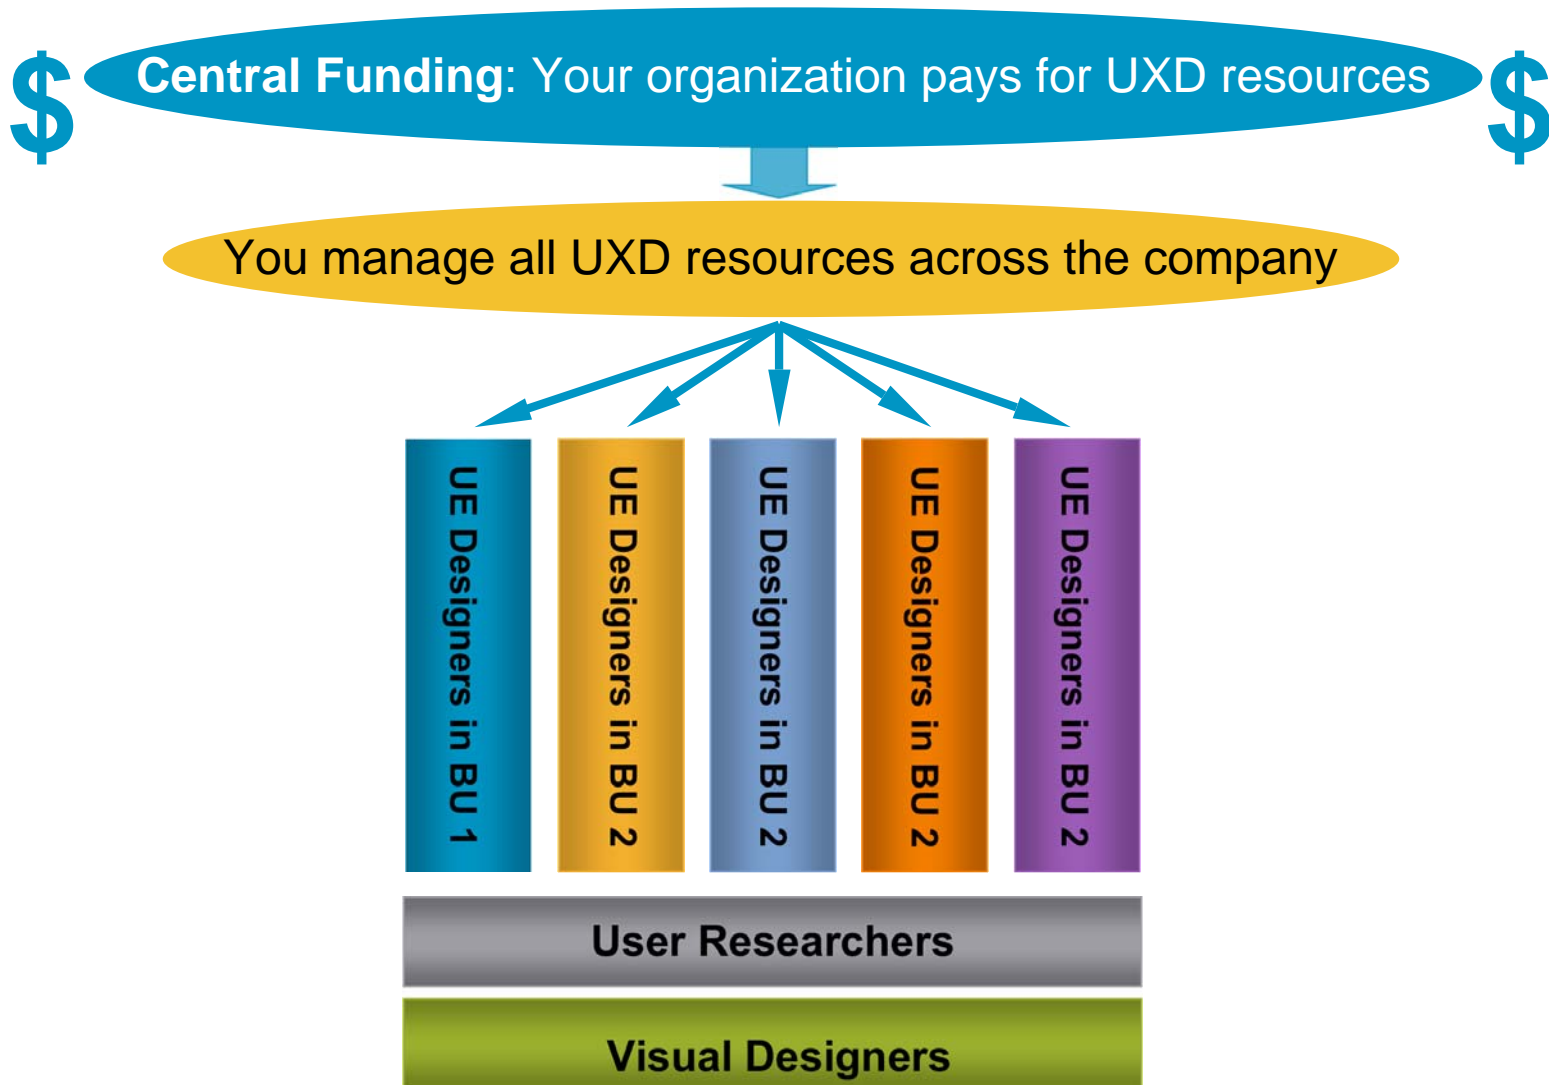 $ Central Funding: Your organization pays for UXD resources $
You manage all UXD resources across the company
UE Designers in BU 1
UE Designers in BU 2
UE Designers in BU 2
UE Designers in BU 2
UE Designers in BU 2
User Researchers
Visual Designers